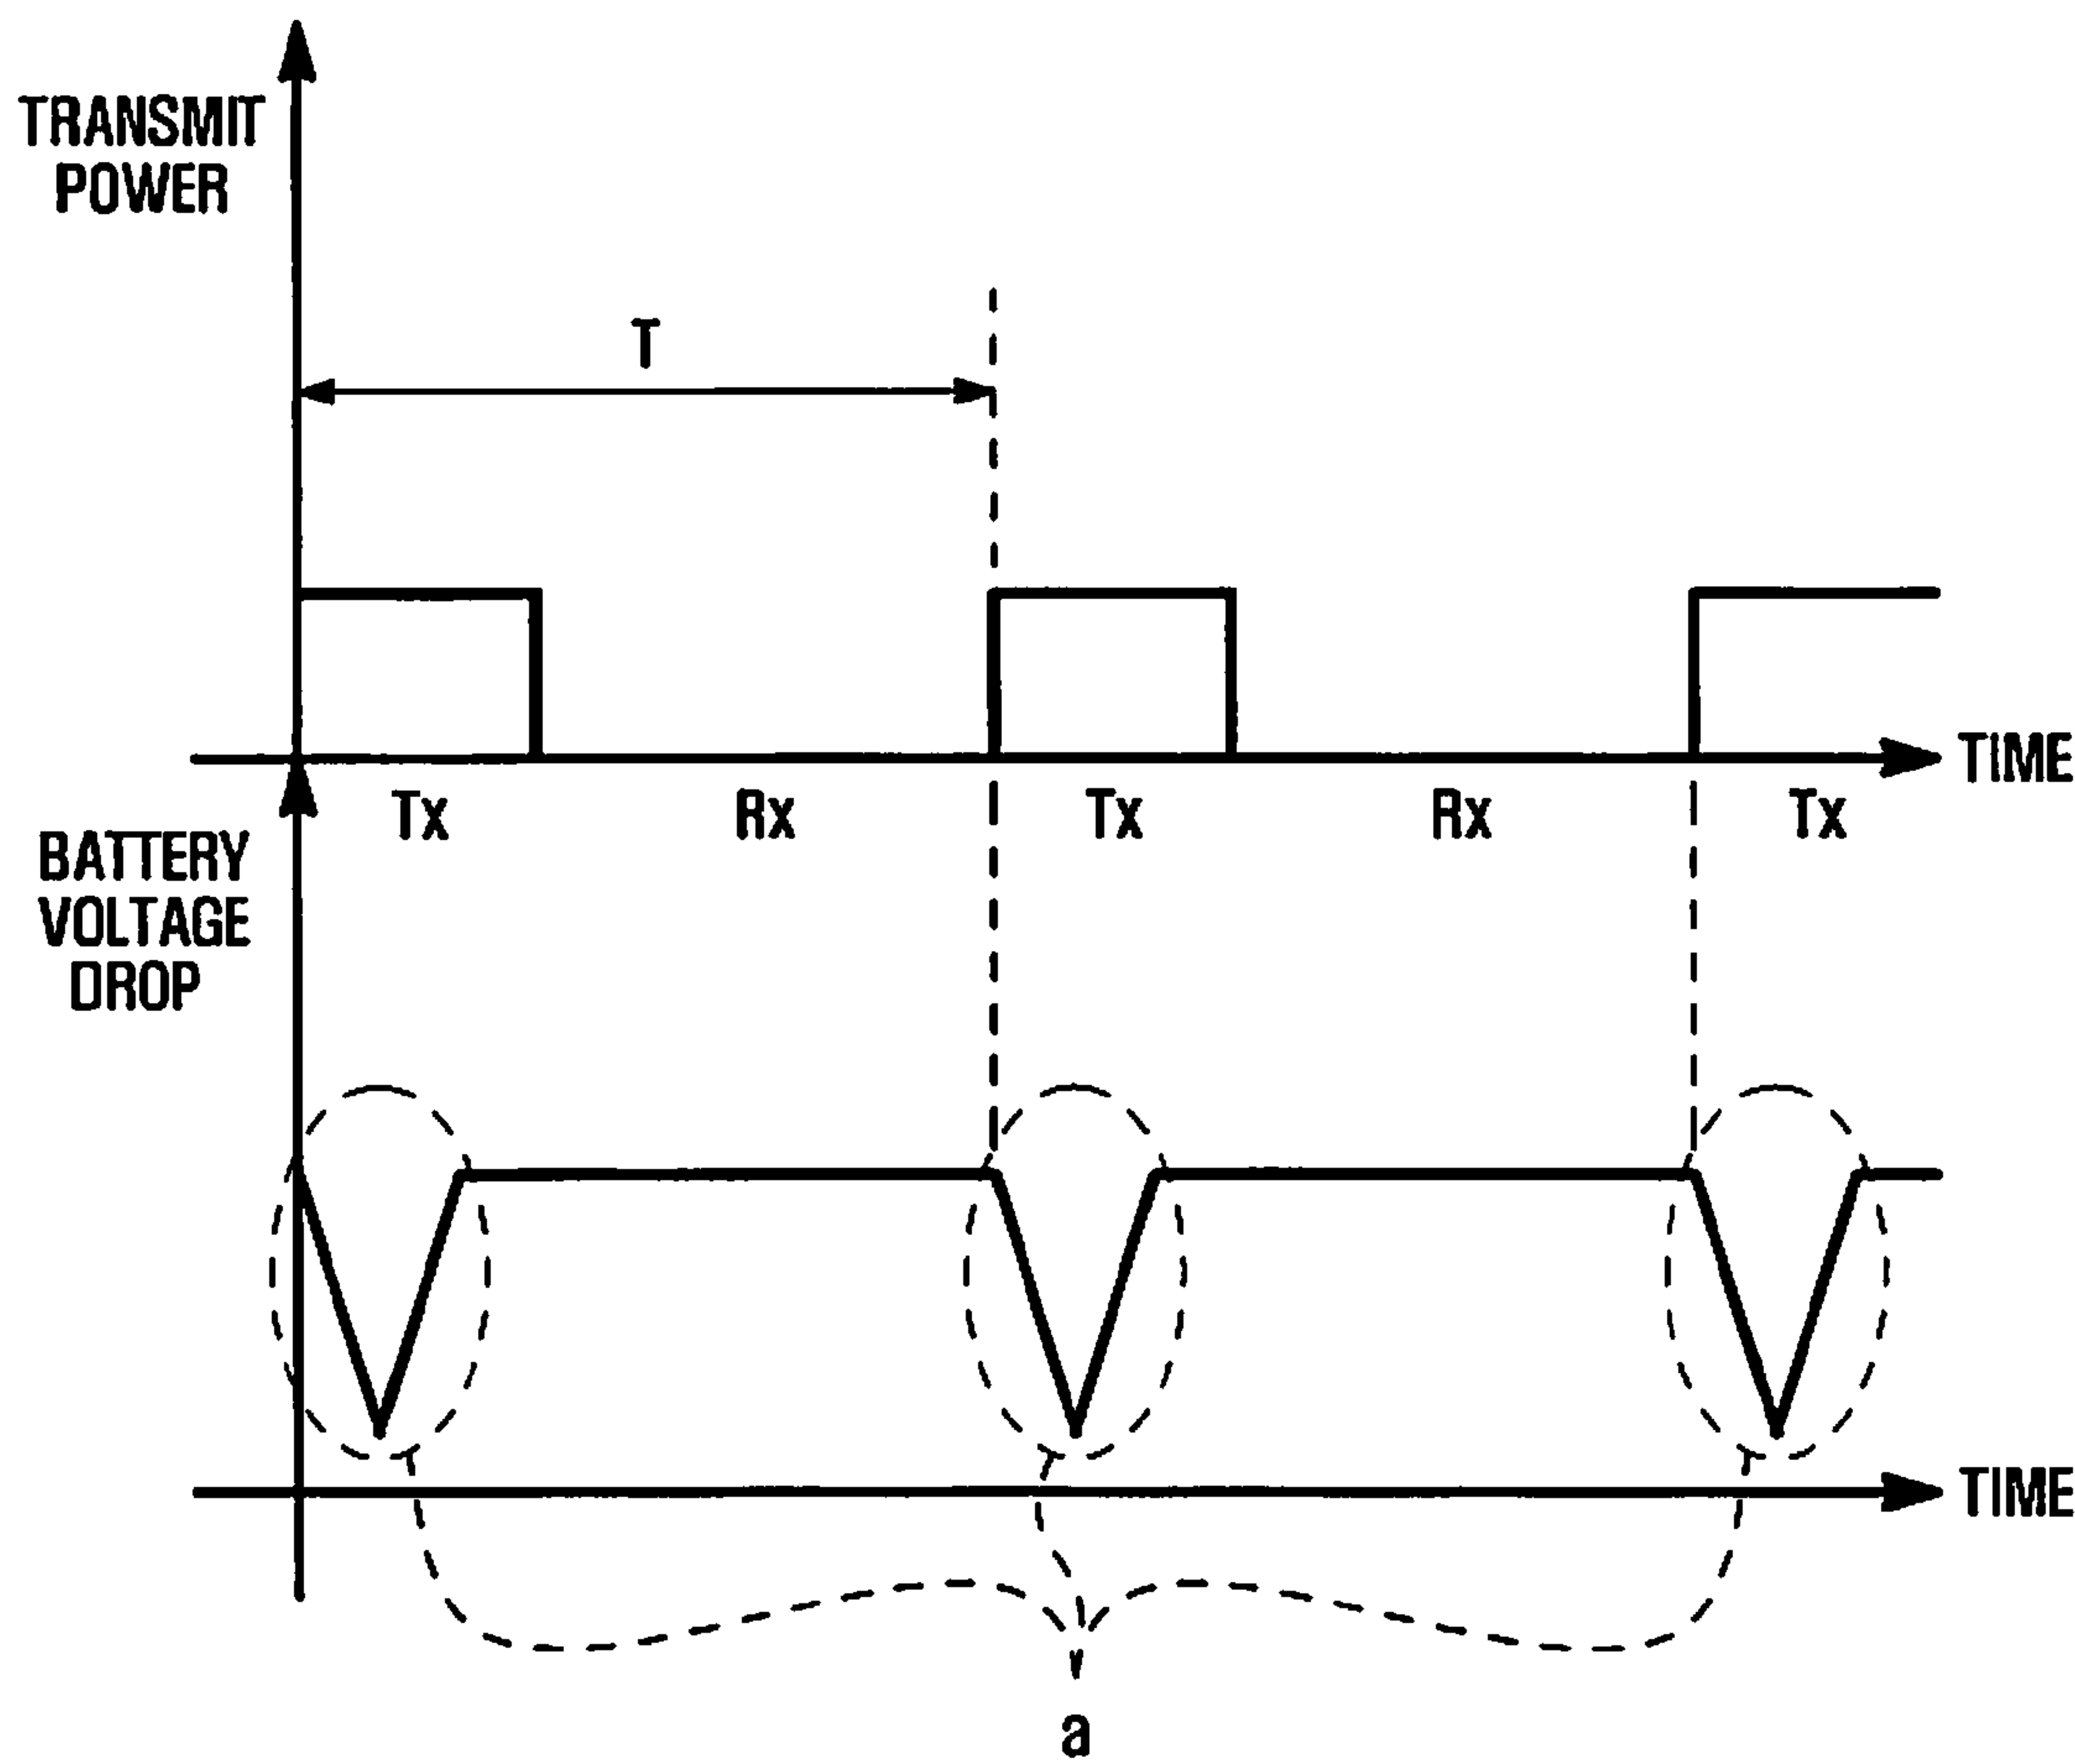 TRANSMIT
POWER
T
TIME
Tx Rx Tx Rx Tx
BATTERY
VOLTAGE
DROP
TIME
a